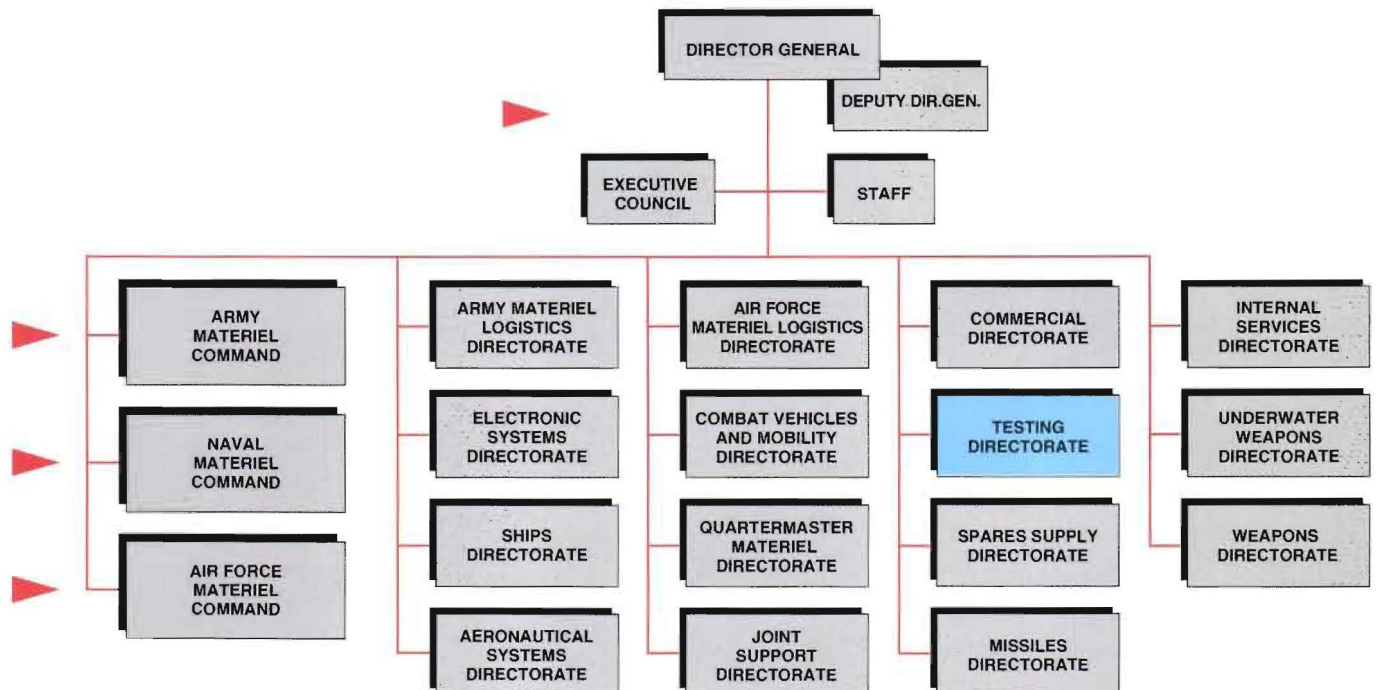 DIRECTOR GENERAL
DEPUTY DIR.GEN.
EXECUTIVE
COUNCIL
STAFF
ARMY
MATERIEL
COMMAND
NAVAL
MATERIEL
COMMAND
AIR FORCE
MATERIEL
COMMAND
ARMY MATERIEL
LOGISTICS
DIRECTORATE
ELECTRONIC
SYSTEMS
DIRECTORATE
SHIPS
DIRECTORATE
AERONAUTICAL
SYSTEMS
DIRECTORATE
AIR FORCE
MATERIEL LOGISTICS
DIRECTORATE
COMBAT VEHICLES
AND MOBILITY
DIRECTORATE
QUARTERMASTER
MATERIEL
DIRECTORATE
JOINT
SUPPORT
DIRECTORATE
COMMERCIAL
DIRECTORATE
TESTING
DIRECTORATE
SPARES SUPPLY
DIRECTORATE
MISSILES
DIRECTORATE
INTERNAL
SERVICES
DIRECTORATE
UNDERWATER
WEAPONS
DIRECTORATE
WEAPONS
DIRECTORATE